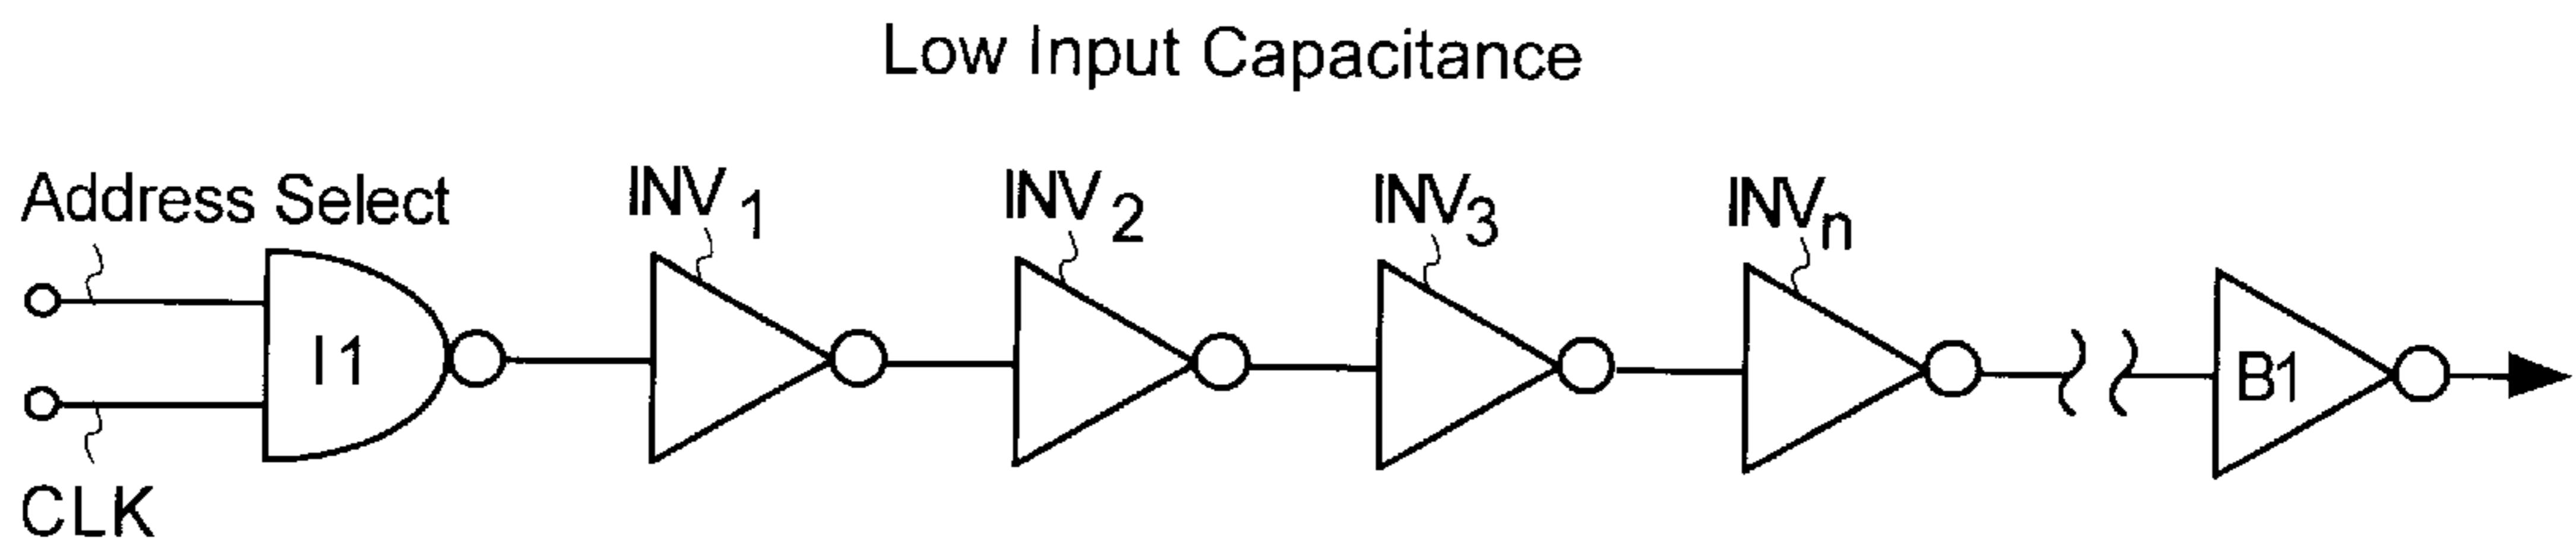 Low Input Capacitance
Address Select
INV1
INV2
INV3
INVn
I1
B1
CLK